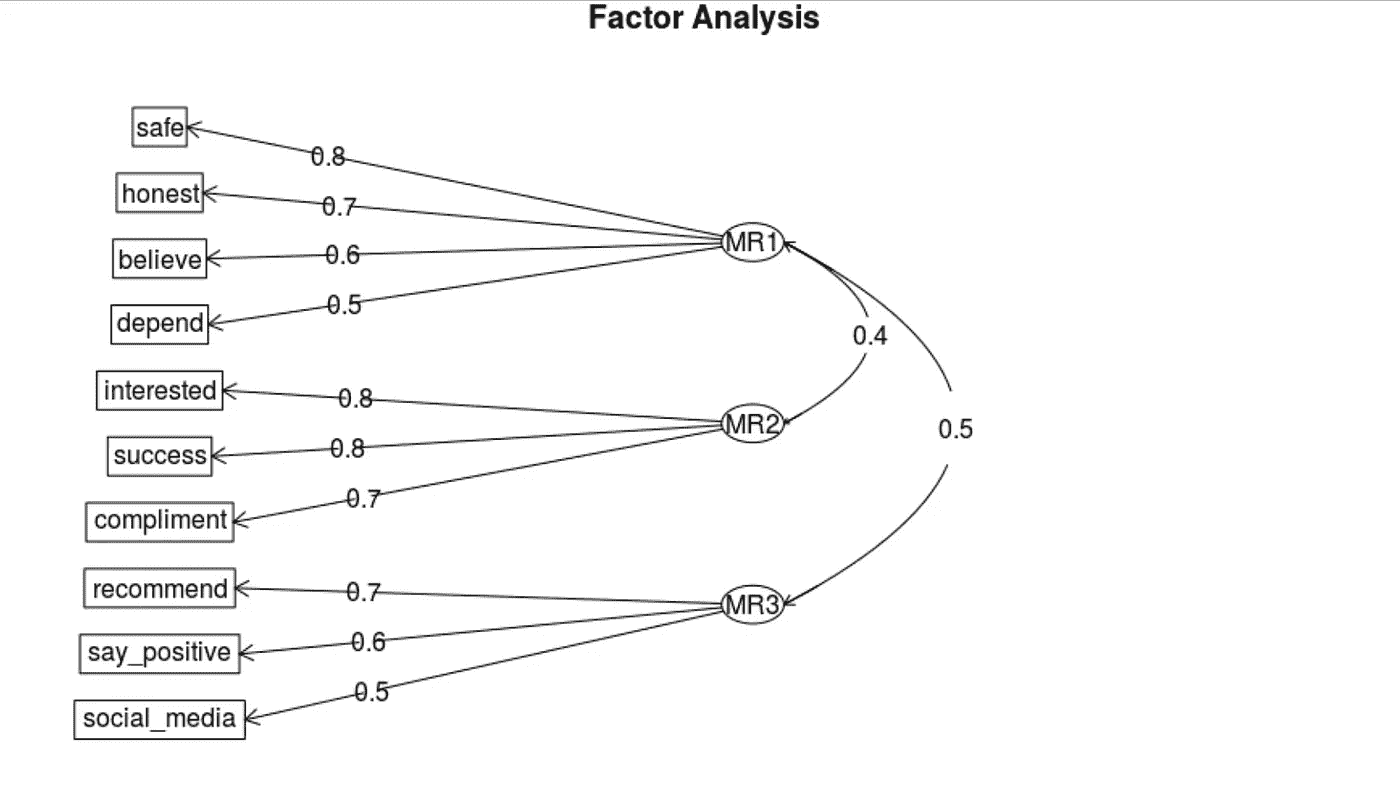 Factor Analysis
safe
0.8
honest
0.7
believe
0.6
MR1
depend
0.5
0.4
interested
0.8
success
0.8
MR2
0.5
compliment
0.7
recommend
0.7
MR3
say_positive
0.6
social_media
0.5